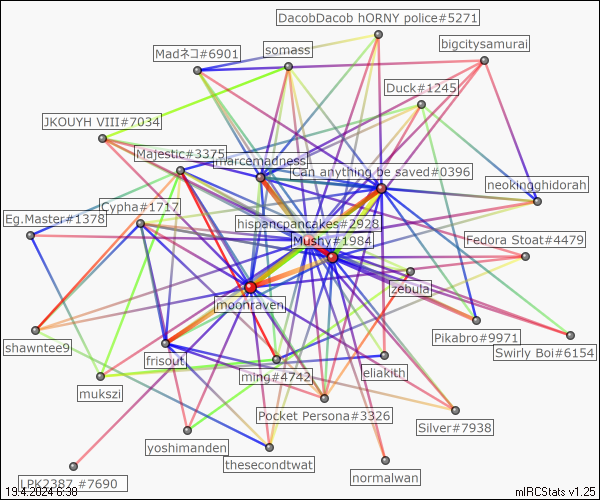 DacobDacob hORNY police#5271
Madネコ#6901
somass
bigcitysamurai
Duck#1245
JKOUYH VIII#7034
Majestic#3375
marcemadness
Can anything be saved#0396
neokingghidorah
Cypha#1717
Eg.Master#1378
hispancpancakes#2928
Mushy#1984
Fedora Stoat#4479
zebula
moonraven
Pikabro#9971
shawntee9
frisout
Swirly Boi#6154
eliakith
ming#4742
mukszi
Pocket Persona#3326
Silver#7938
yoshimanden
thesecondtwat
normalwan
LPK2387_#7690
19.4.2024 6:38
mIRCStats v1.25